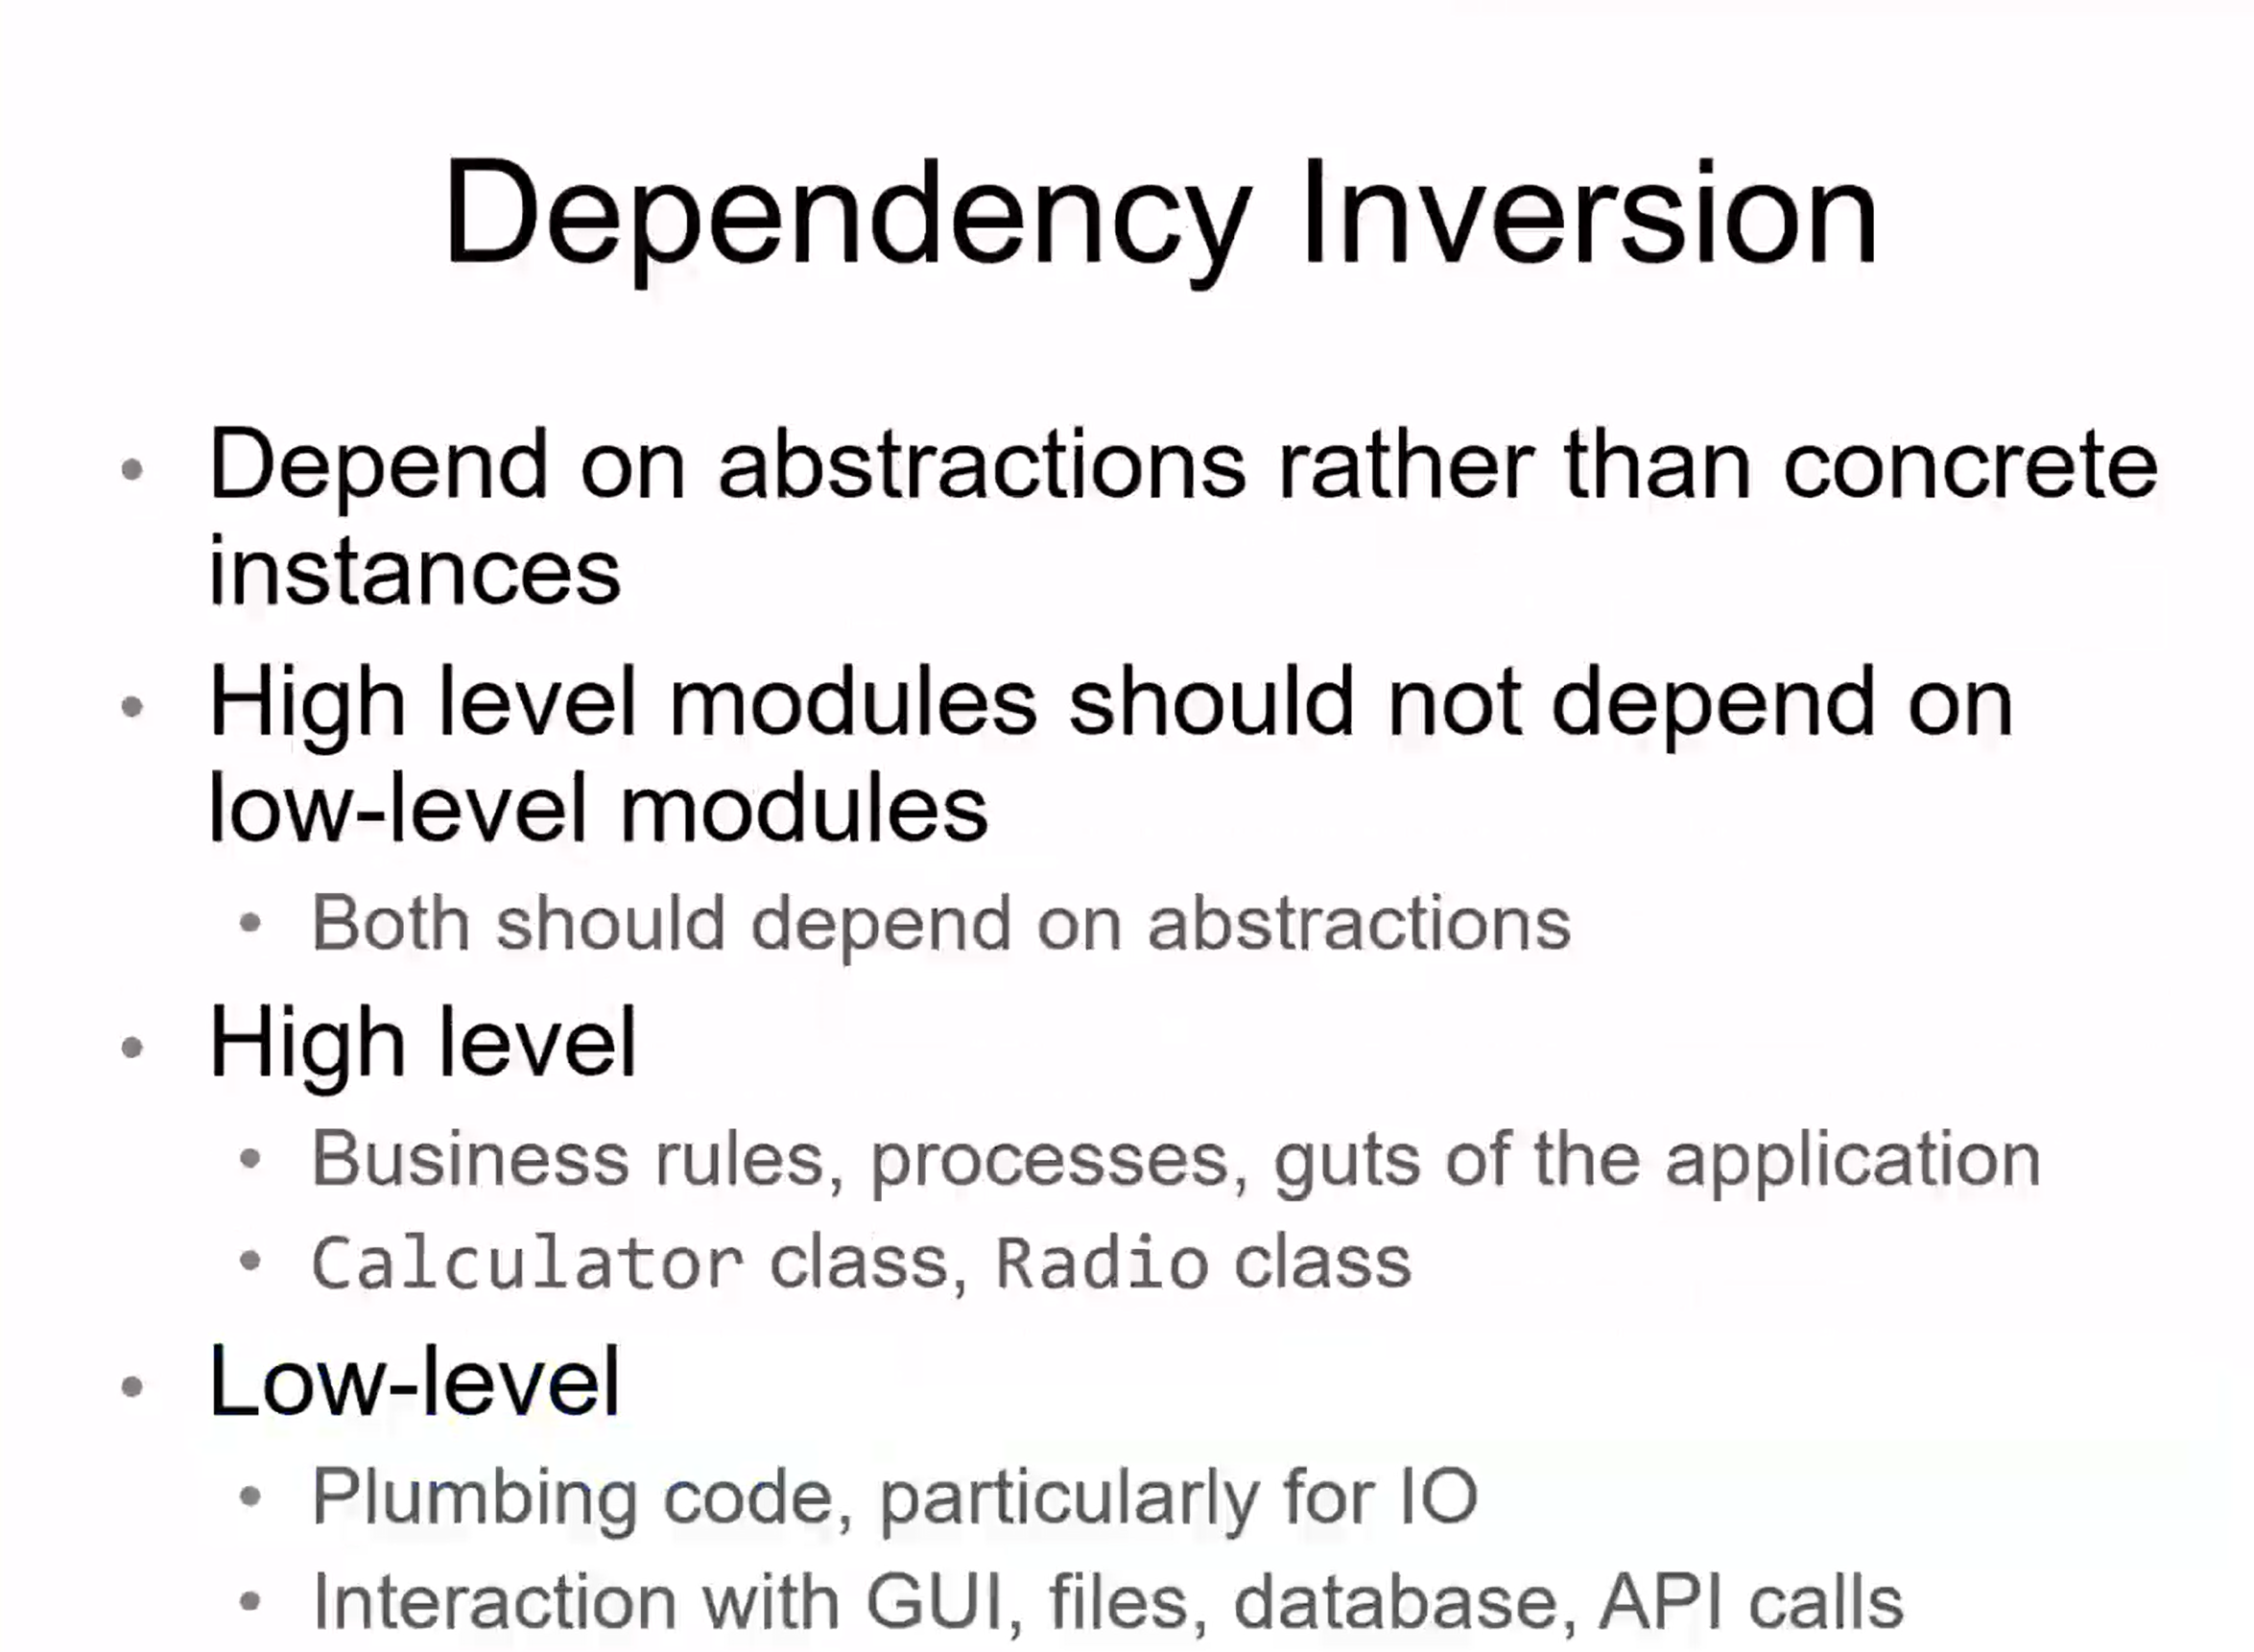 Dependency Inversion
Depend on abstractions rather than concrete
instances
High level modules should not depend on
low-level modules
Both should depend on abstractions
High level
Business rules, processes, guts of the application
Calculator class, Radio class
Low-level
Plumbing code, particularly for IO
Interaction with GUI, files, database, API calls